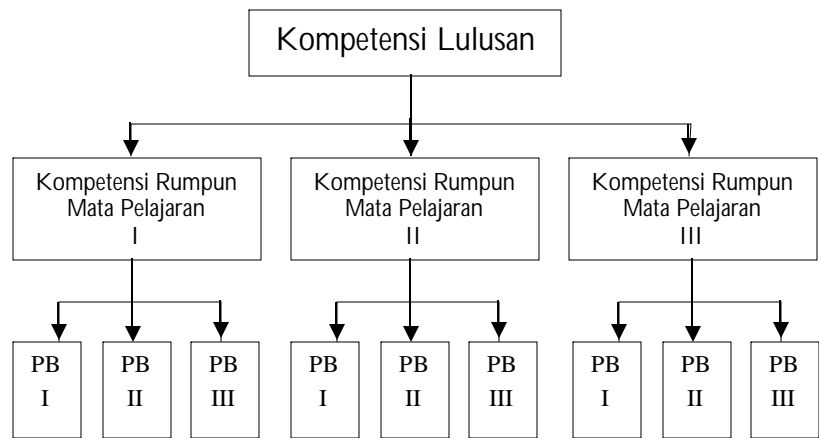 Kompetensi Lulusan
Kompetensi Rumpun
Mata Pelajaran
I
Kompetensi Rumpun
Mata Pelajaran
II
Kompetensi Rumpun
Mata Pelajaran
III
PB
I
PB
II
PB
III
PB
I
PB
II
PB
III
PB
I
PB
II
PB
III